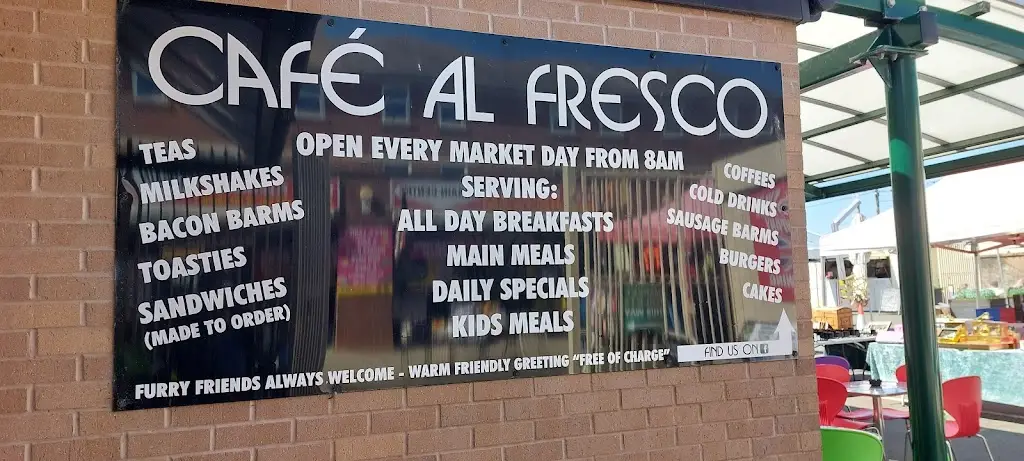 CAFÉ AL FRESCO
OPEN EVERY MARKET DAY FROM 8AM
TEAS
MILKSHAKES
BACON BARMS
TOASTIES
SANDWICHES
(MADE TO ORDER)
SERVING:
ALL DAY BREAKFASTS
MAIN MEALS
DAILY SPECIALS
KIDS MEALS
COFFEES
COLD DRINKS
SAUSAGE BARMS
BURGERS
CAKES
FIND US ON f
FURRY FRIENDS ALWAYS WELCOME - WARM FRIENDLY GREETING "FREE OF CHARGE"